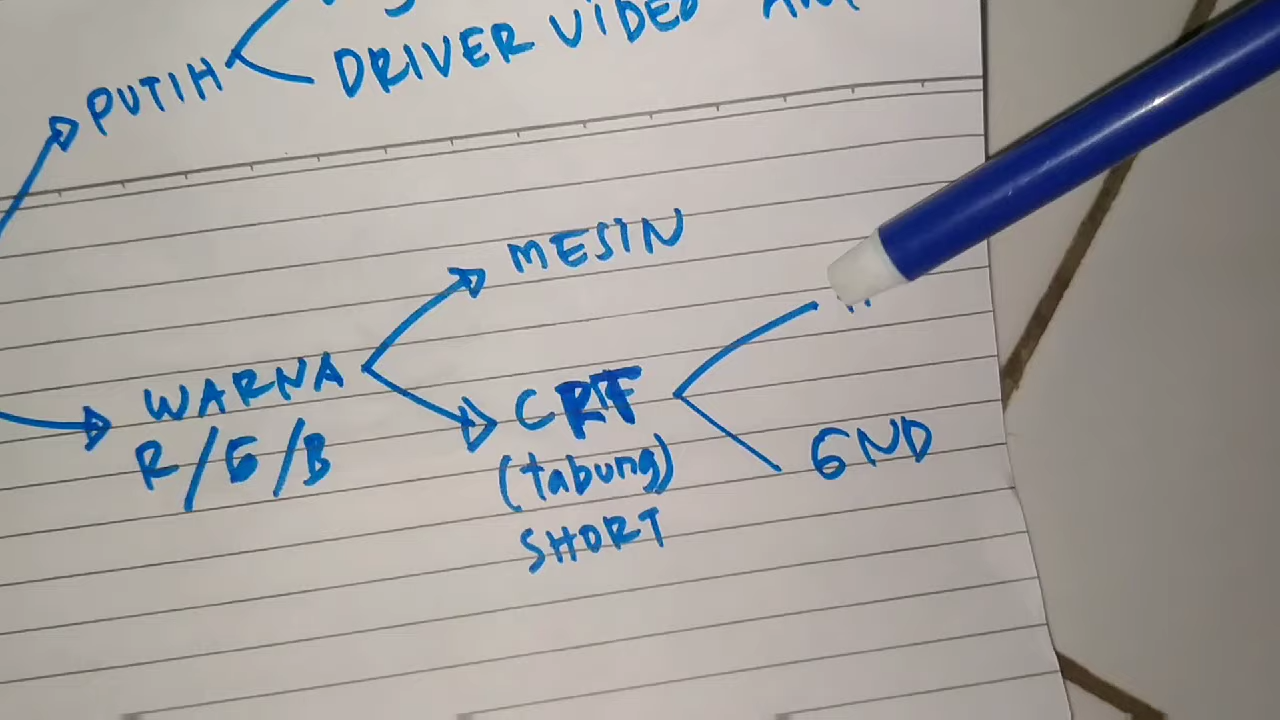 PUTIH
DRIVER VIDEO
MESIN
WARNA
R/G/B
CRT
(tabung)
SHORT
GND